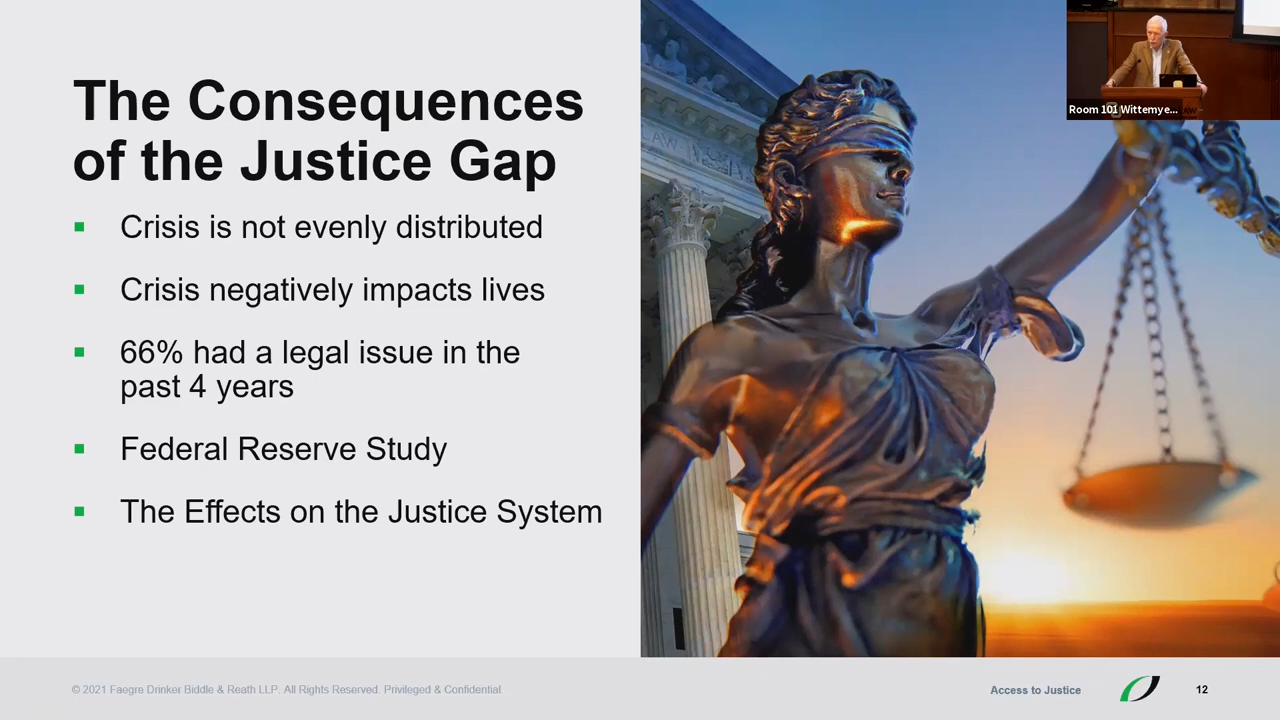 The Consequences
of the Justice Gap
Crisis is not evenly distributed
Crisis negatively impacts lives
66% had a legal issue in the
past 4 years
Federal Reserve Study
The Effects on the Justice System
LAW
Room 101 Wittemye...
© 2021 Faegre Drinker Biddle & Reath LLP. All Rights Reserved. Privileged & Confidential.
Access to Justice
12